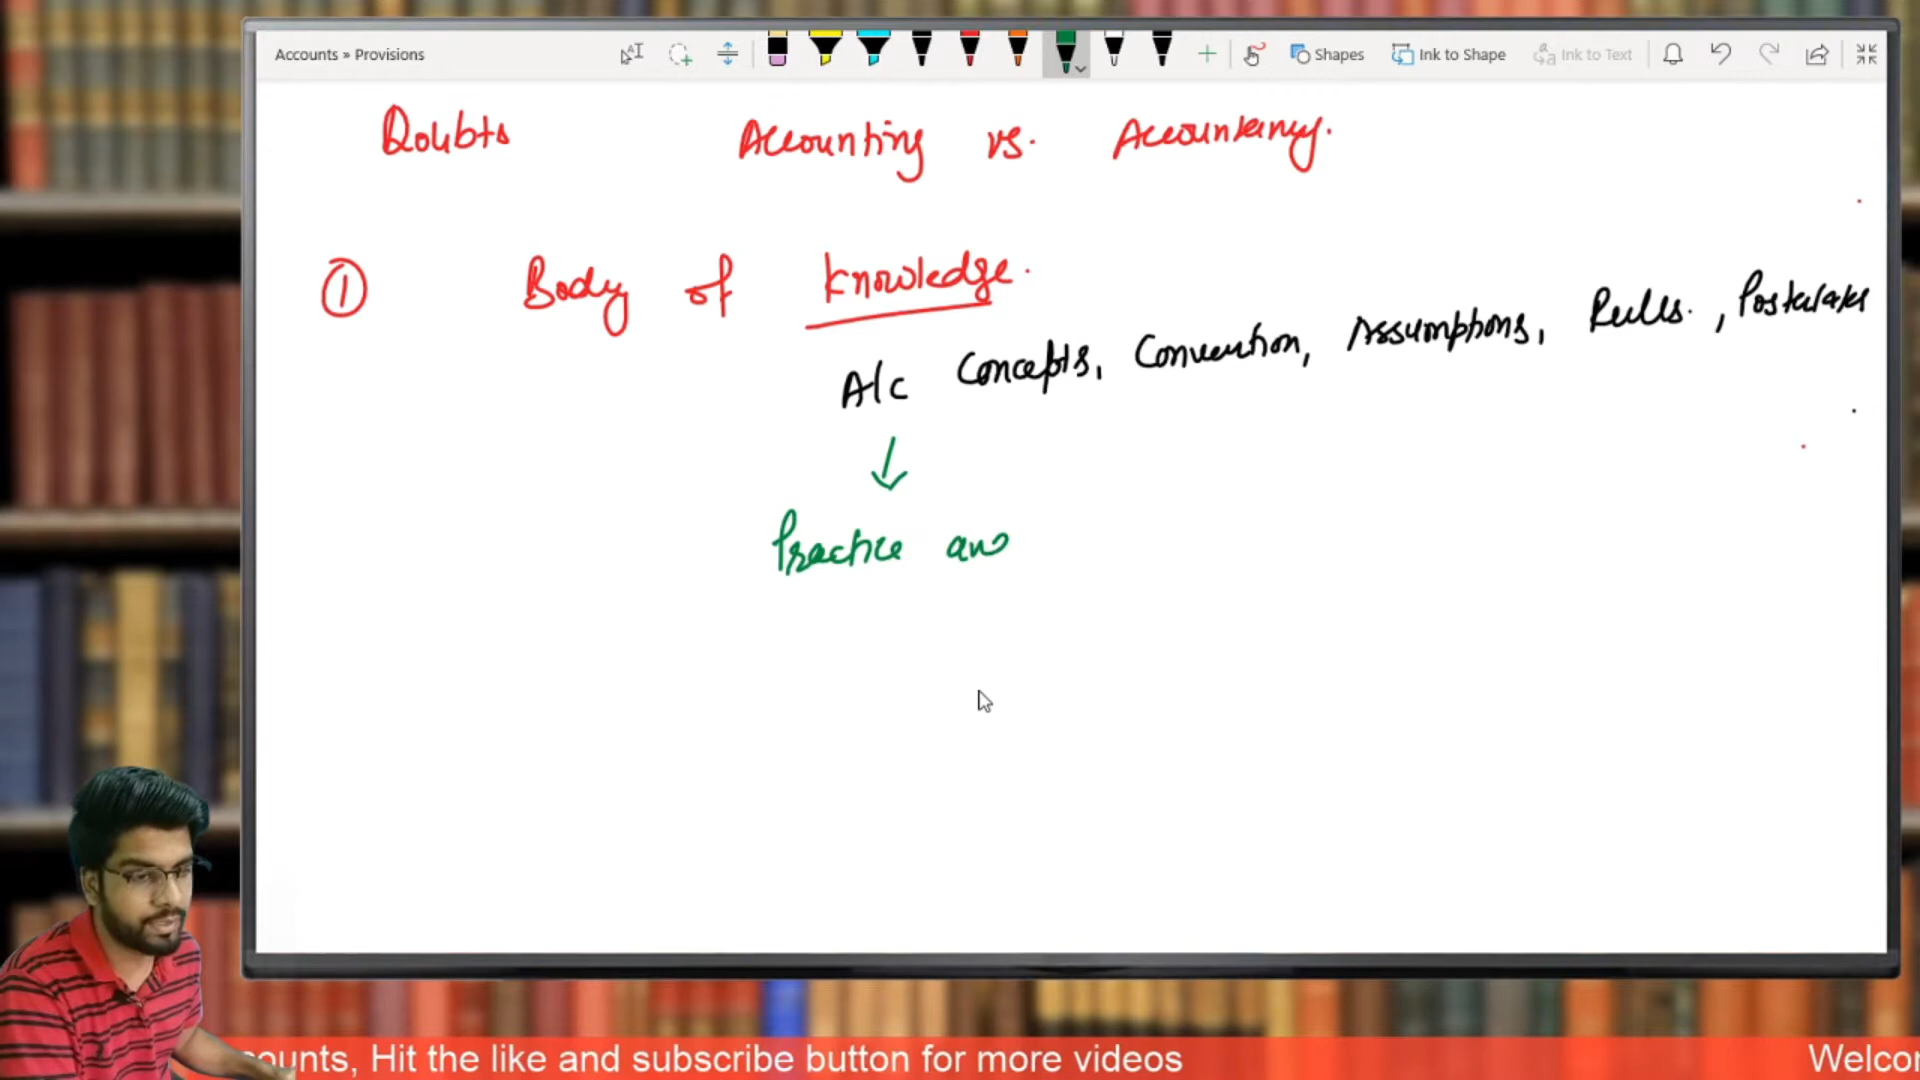 Accounts » Provisions
Shapes
Ink to Shape
Ink to Text
Doubts Accounting vs. Accountancy.
① Body of knowledge.
A/c Concepts, Convention, Assumptions, Rules. , Postulates
↓
Practice and
ounts, Hit the like and subscribe button for more videos Welco